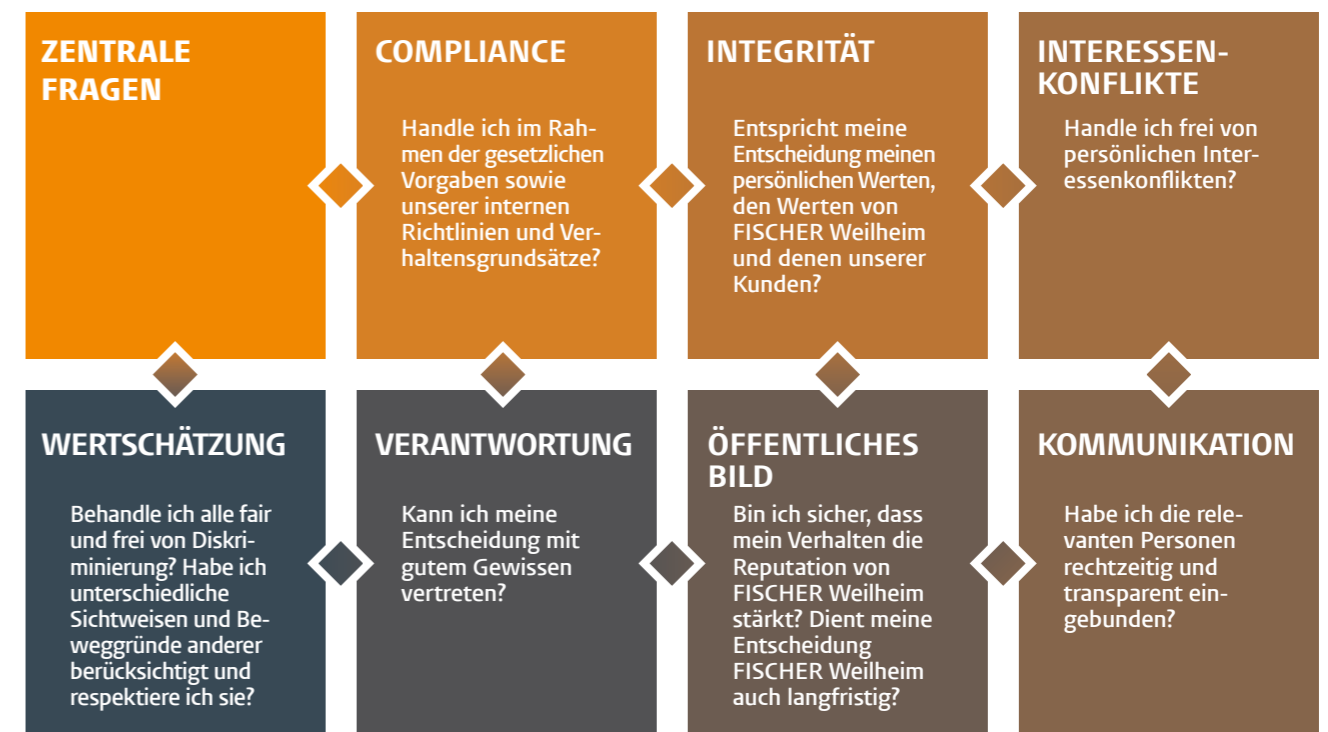 ZENTRALE
FRAGEN
COMPLIANCE
Handle ich im Rah-
men der gesetzlichen
Vorgaben sowie
unserer internen
Richtlinien und Ver-
haltensgrundsätze?
INTEGRITÄT
Entspricht meine
Entscheidung meinen
persönlichen Werten,
den Werten von
FISCHER Weilheim
und denen unserer
Kunden?
INTERESSEN-
KONFLIKTE
Handle ich frei von
persönlichen Inter-
essenkonflikten?
WERTSCHÄTZUNG
Behandle ich alle fair
und frei von Diskri-
minierung? Habe ich
unterschiedliche
Sichtweisen und Be-
weggründe anderer
berücksichtigt und
respektiere ich sie?
VERANTWORTUNG
Kann ich meine
Entscheidung mit
gutem Gewissen
vertreten?
ÖFFENTLICHES
BILD
Bin ich sicher, dass
mein Verhalten die
Reputation von
FISCHER Weilheim
stärkt? Dient meine
Entscheidung
FISCHER Weilheim
auch langfristig?
KOMMUNIKATION
Habe ich die rele-
vanten Personen
rechtzeitig und
transparent ein-
gebunden?